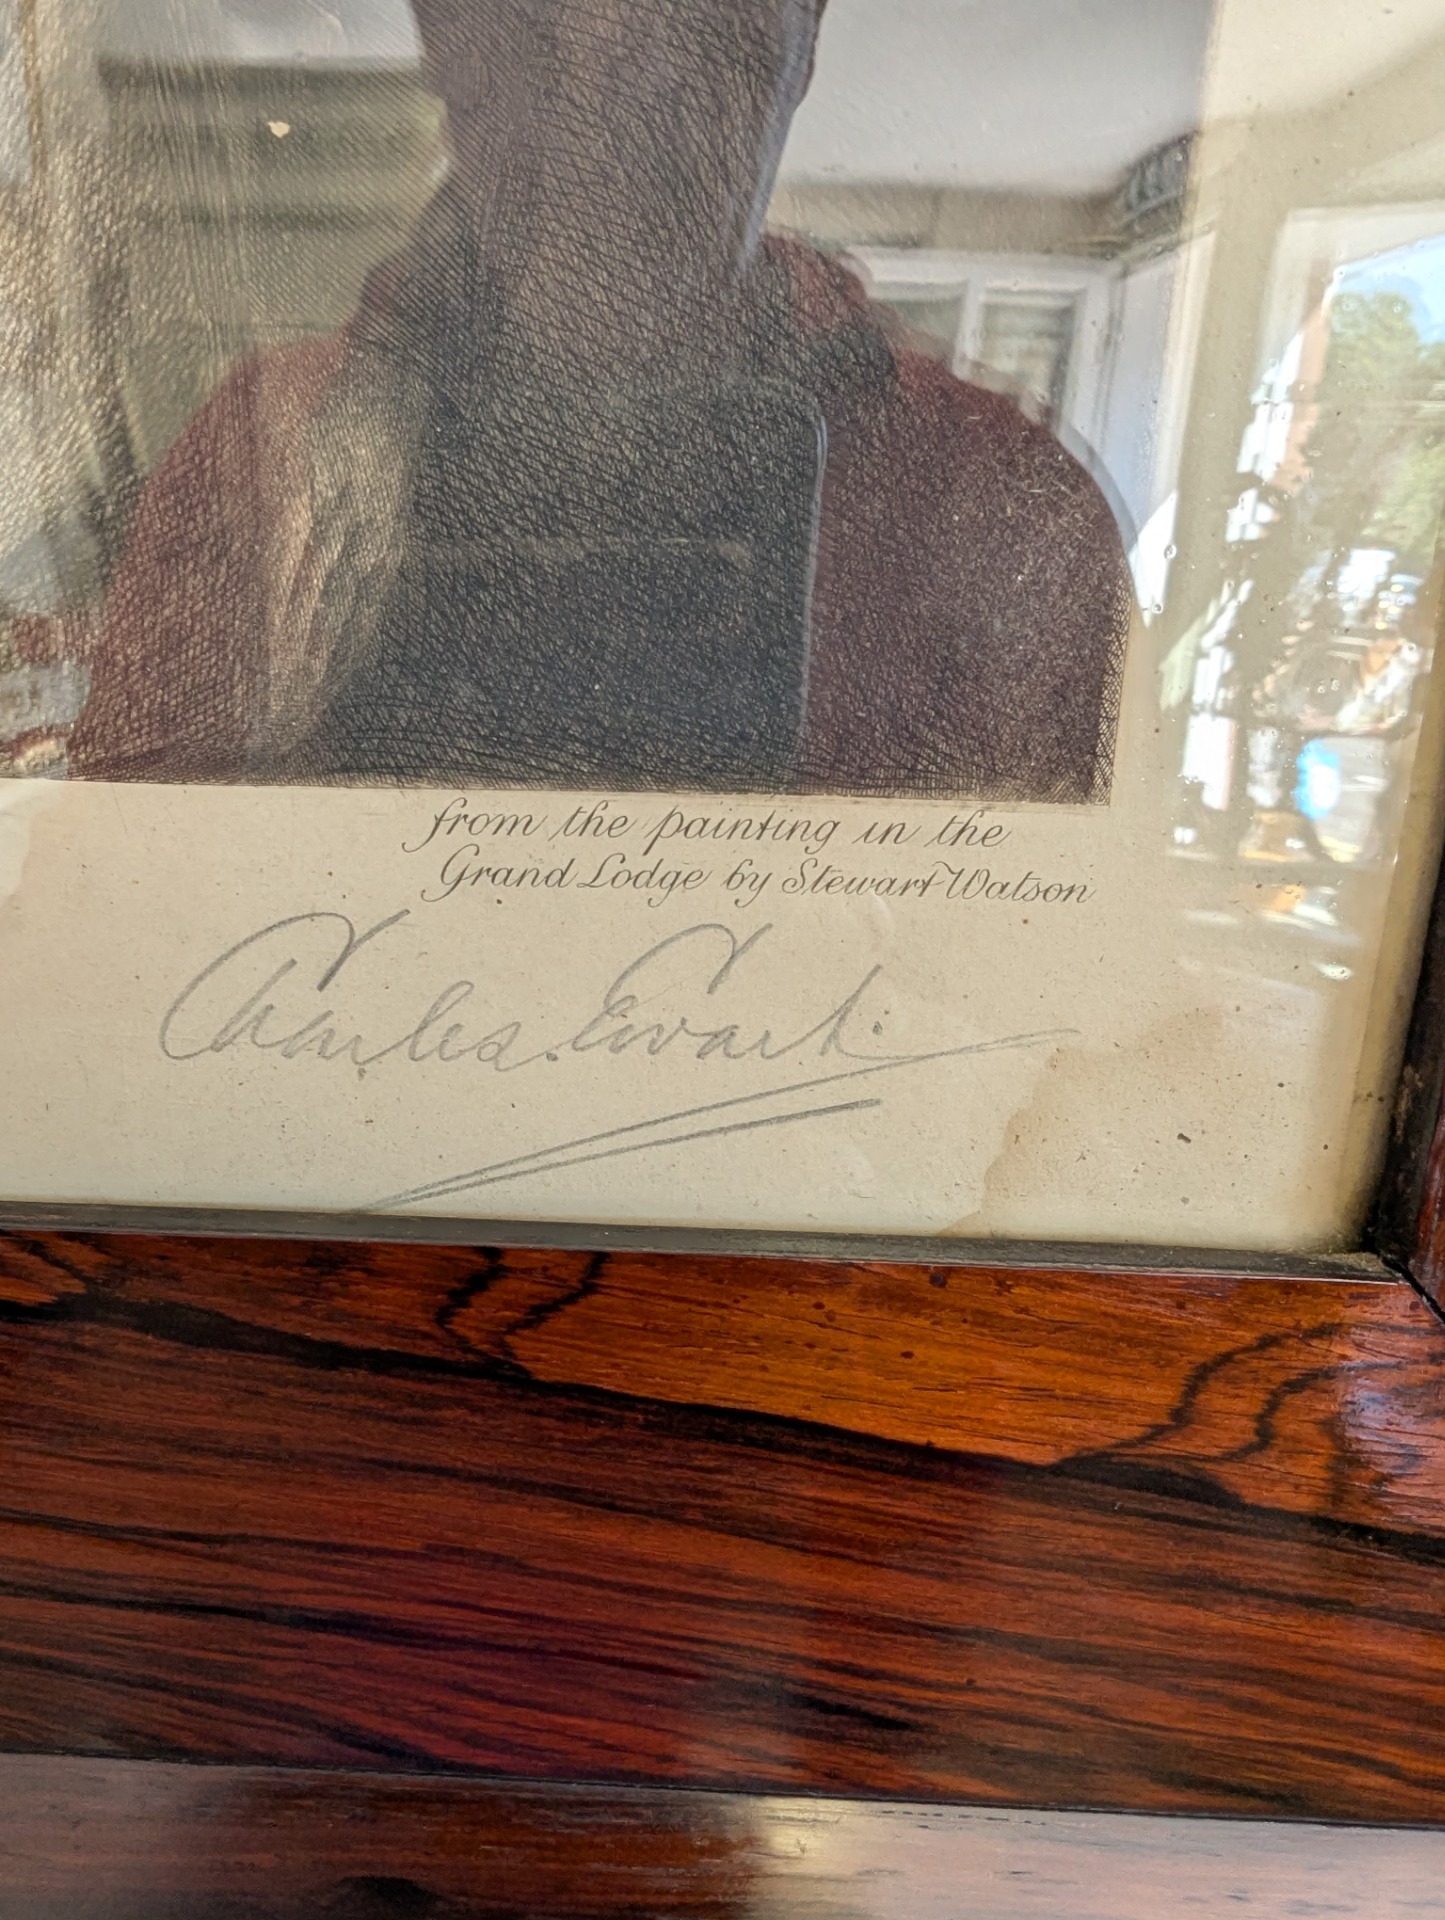 from the painting in the
Grand Lodge by Stewart Watson
Charles Ewart